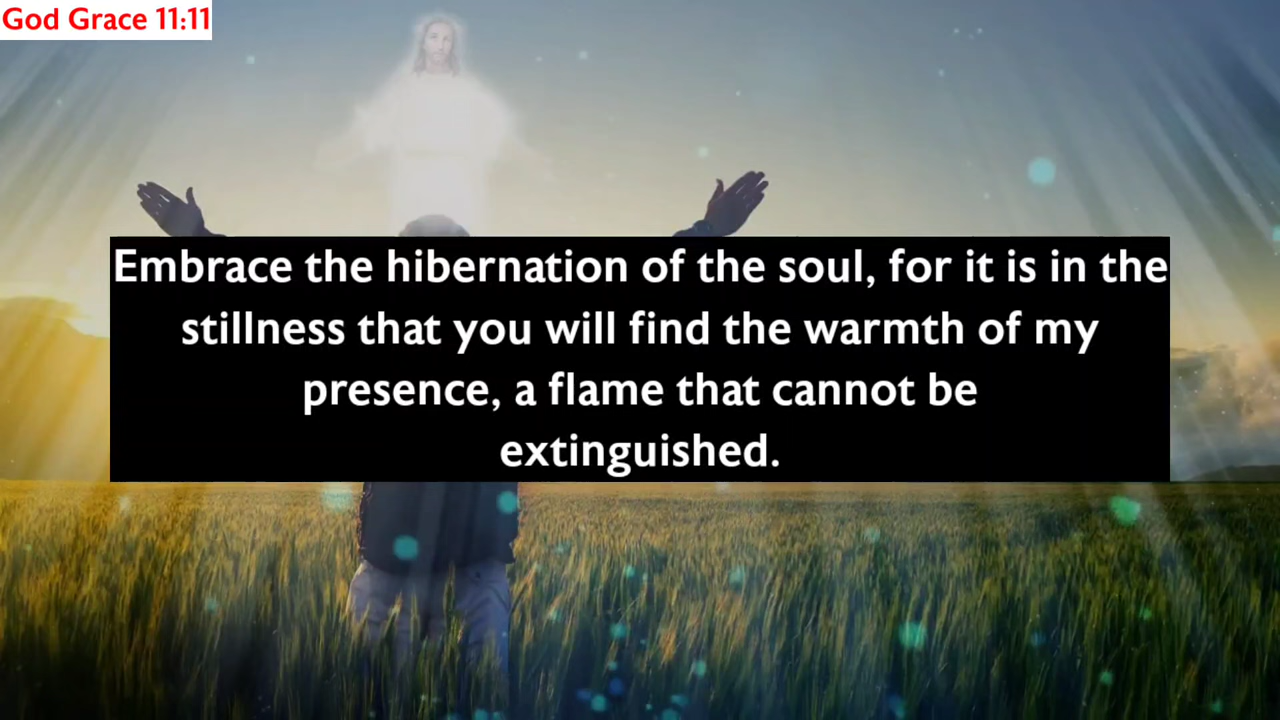 God Grace 11:11
Embrace the hibernation of the soul, for it is in the
stillness that you will find the warmth of my
presence, a flame that cannot be
extinguished.